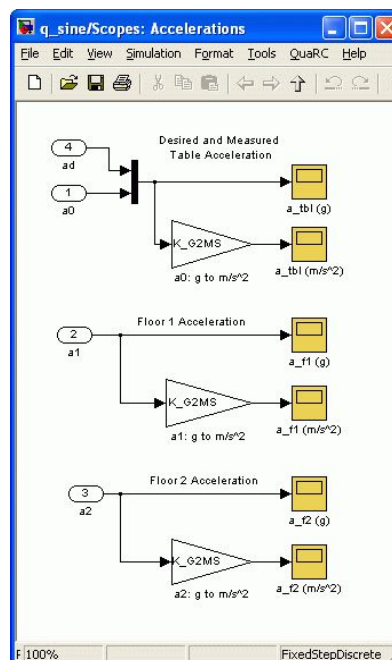 q_sine/Scopes: Accelerations
File Edit View Simulation Format Tools QuaRC Help
Desired and Measured
Table Acceleration
4
ad
1
a0
a_tbl (g)
K_G2MS
a0: g to m/s^2
a_tbl (m/s^2)
Floor 1 Acceleration
2
a1
a_f1 (g)
K_G2MS
a1: g to m/s^2
a_f1 (m/s^2)
Floor 2 Acceleration
3
a2
a_f2 (g)
K_G2MS
a2: g to m/s^2
a_f2 (m/s^2)
F 100% FixedStepDiscrete